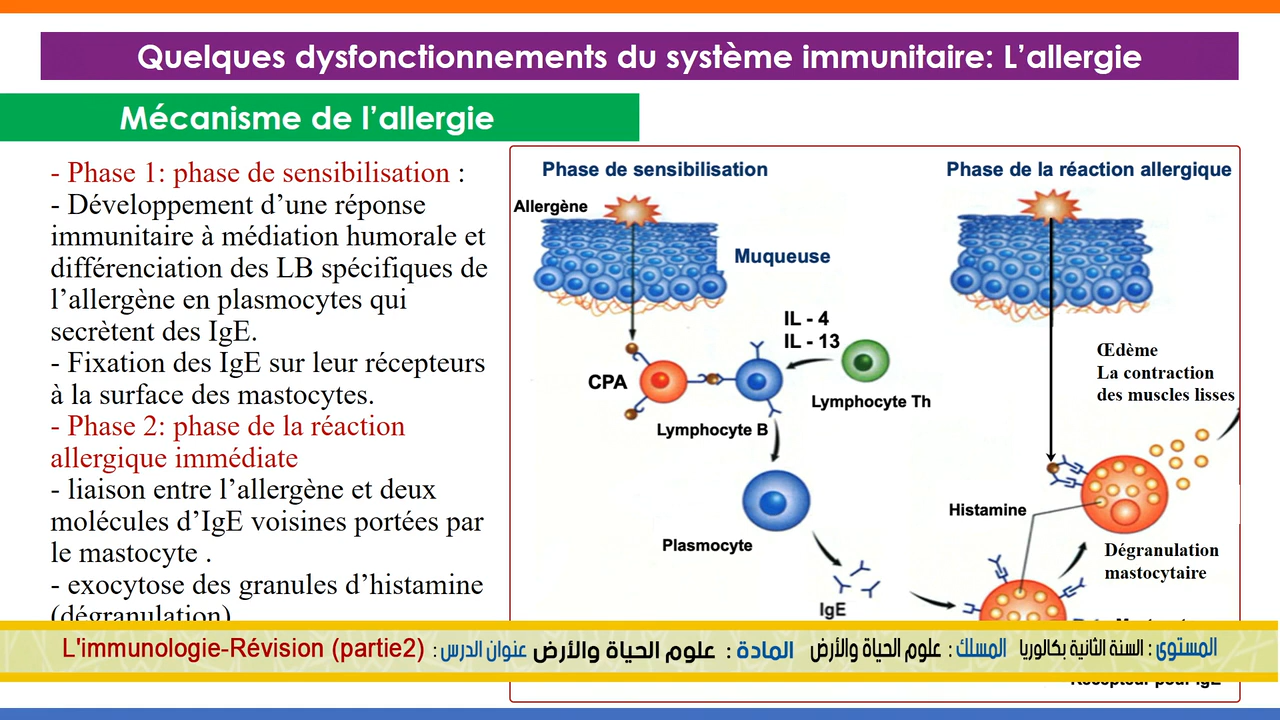 Quelques dysfonctionnements du système immunitaire: L’allergie
Mécanisme de l’allergie
- Phase 1: phase de sensibilisation :
- Développement d’une réponse
immunitaire à médiation humorale et
différenciation des LB spécifiques de
l’allergène en plasmocytes qui
secrètent des IgE.
- Fixation des IgE sur leur récepteurs
à la surface des mastocytes.
- Phase 2: phase de la réaction
allergique immédiate
- liaison entre l’allergène et deux
molécules d’IgE voisines portées par
le mastocyte .
- exocytose des granules d’histamine
(dégranulation)
Phase de sensibilisation
Allergène
Muqueuse
IL - 4
IL - 13
CPA
Lymphocyte Th
Lymphocyte B
Plasmocyte
IgE
Phase de la réaction allergique
Œdème
La contraction
des muscles lisses
Histamine
Dégranulation
mastocytaire
Récepteur pour IgE
المستوى : السنة الثانية بكالوريا المسلك : علوم الحياة والأرض المادة : علوم الحياة والأرض عنوان الدرس : L'immunologie-Révision (partie2)